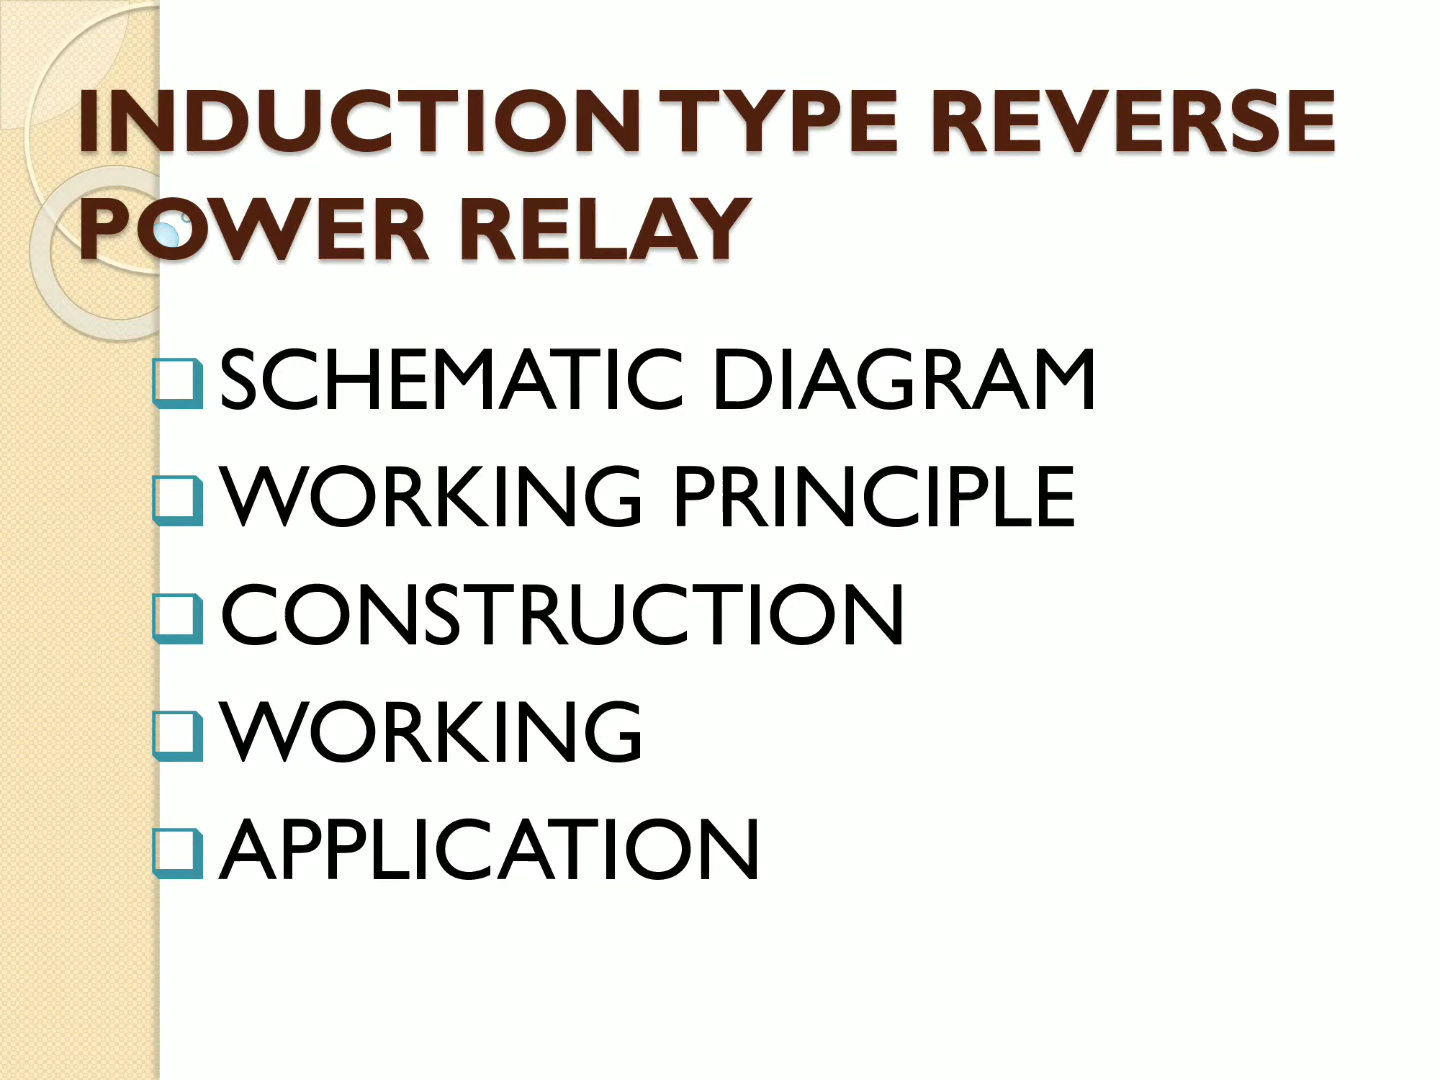 INDUCTION TYPE REVERSE
POWER RELAY
SCHEMATIC DIAGRAM
WORKING PRINCIPLE
CONSTRUCTION
WORKING
APPLICATION